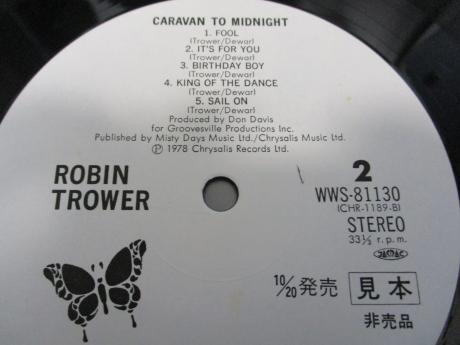 CARAVAN TO MIDNIGHT
1. FOOL
(Trower/Dewar)
2. IT'S FOR YOU
(Trower/Dewar)
3. BIRTHDAY BOY
(Trower/Dewar)
4. KING OF THE DANCE
(Trower/Dewar)
5. SAIL ON
(Trower/Dewar)
Produced by Don Davis
for Groovesville Productions Inc.
Published by Misty Days Music Ltd./Chrysalis Music Ltd.
Ⓟ 1978 Chrysalis Records Ltd.
ROBIN
TROWER
2
WWS-81130
(CHR-1189-B)
STEREO
33⅓ r.p.m.
JASRAC
10/20 発売
見本
非売品